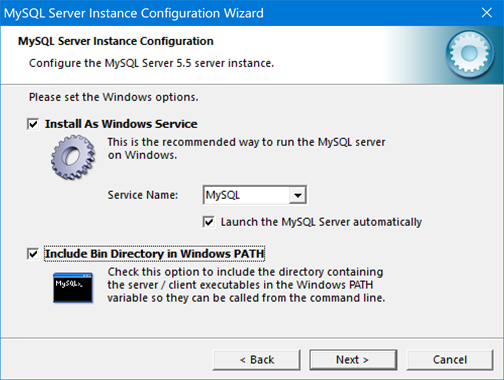 MySQL Server Instance Configuration Wizard
MySQL Server Instance Configuration
Configure the MySQL Server 5.5 server instance.
Please set the Windows options.
Install As Windows Service
This is the recommended way to run the MySQL server
on Windows.
Service Name:
MySQL
Launch the MySQL Server automatically
Include Bin Directory in Windows PATH
MySQL>_
Check this option to include the directory containing
the server / client executables in the Windows PATH
variable so they can be called from the command line.
< Back
Next >
Cancel